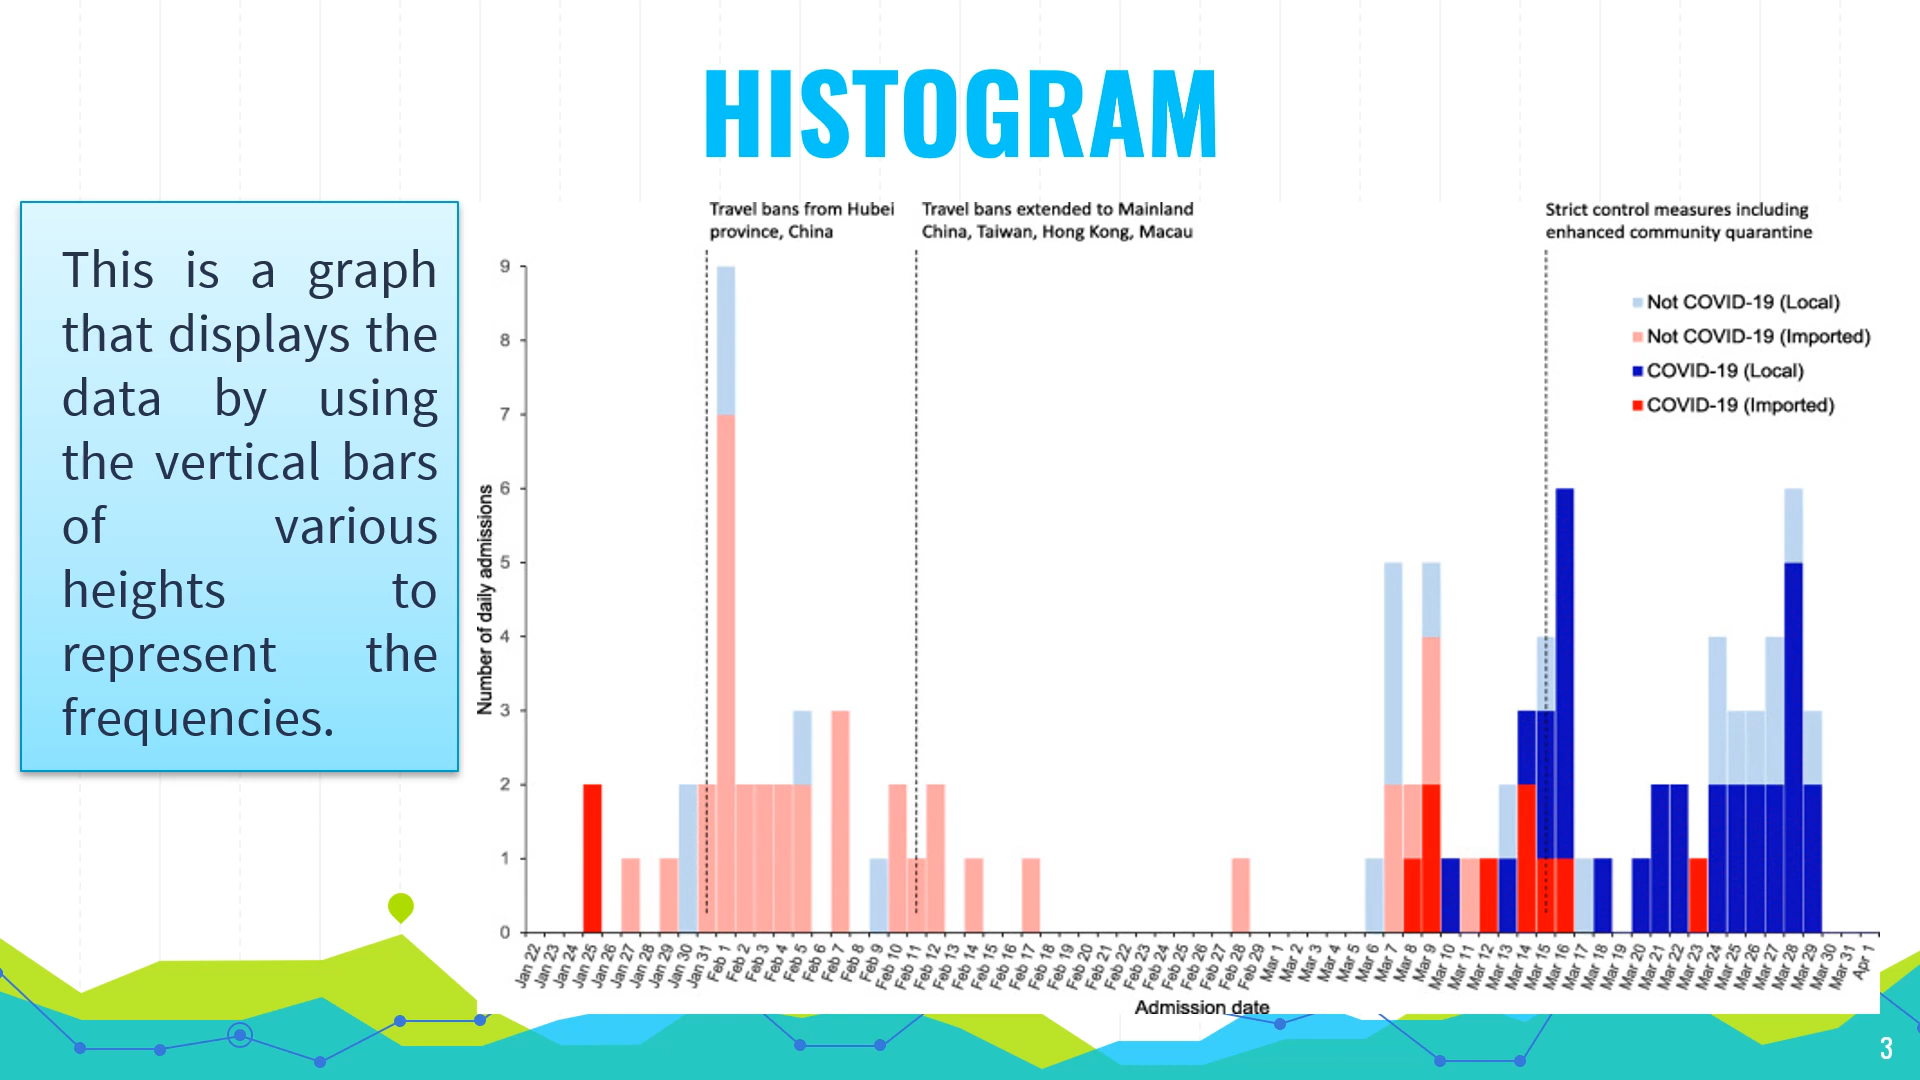 HISTOGRAM
This is a graph
that displays the
data by using
the vertical bars
of various
heights to
represent the
frequencies.
Travel bans from Hubei
province, China
Travel bans extended to Mainland
China, Taiwan, Hong Kong, Macau
Strict control measures including
enhanced community quarantine
Not COVID-19 (Local)
Not COVID-19 (Imported)
COVID-19 (Local)
COVID-19 (Imported)
Number of daily admissions
9
8
7
6
5
4
3
2
1
0
Jan 22
Jan 23
Jan 24
Jan 25
Jan 26
Jan 27
Jan 28
Jan 29
Jan 30
Jan 31
Feb 1
Feb 2
Feb 3
Feb 4
Feb 5
Feb 6
Feb 7
Feb 8
Feb 9
Feb 10
Feb 11
Feb 12
Feb 13
Feb 14
Feb 15
Feb 16
Feb 17
Feb 18
Feb 19
Feb 20
Feb 21
Feb 22
Feb 23
Feb 24
Feb 25
Feb 26
Feb 27
Feb 28
Feb 29
Mar 1
Mar 2
Mar 3
Mar 4
Mar 5
Mar 6
Mar 7
Mar 8
Mar 9
Mar 10
Mar 11
Mar 12
Mar 13
Mar 14
Mar 15
Mar 16
Mar 17
Mar 18
Mar 19
Mar 20
Mar 21
Mar 22
Mar 23
Mar 24
Mar 25
Mar 26
Mar 27
Mar 28
Mar 29
Mar 30
Mar 31
Apr 1
Admission date
3